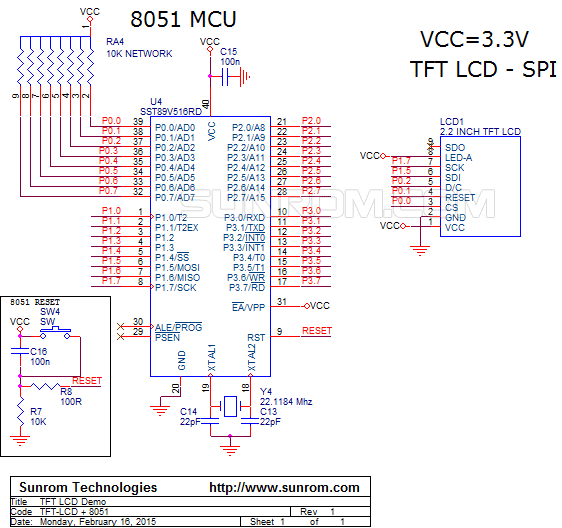 8051 MCU
VCC=3.3V
TFT LCD - SPI
VCC
1
RA4
10K NETWORK
9 8 7 6 5 4 3 2
VCC
C15
100n
U4
SST89V516RD
40
VCC
P0.0 39 P0.0/AD0 P2.0/A8 21 P2.0
P0.1 38 P0.1/AD1 P2.1/A9 22 P2.1
P0.2 37 P0.2/AD2 P2.2/A10 23 P2.2
P0.3 36 P0.3/AD3 P2.3/A11 24 P2.3
P0.4 35 P0.4/AD4 P2.4/A12 25 P2.4
P0.5 34 P0.5/AD5 P2.5/A13 26 P2.5
P0.6 33 P0.6/AD6 P2.6/A14 27 P2.6
P0.7 32 P0.7/AD7 P2.7/A15 28 P2.7
SUNROM.COM
P1.0 1 P1.0/T2 P3.0/RXD 10 P3.0
P1.1 2 P1.1/T2EX P3.1/TXD 11 P3.1
P1.2 3 P1.2 P3.2/INT0 12 P3.2
P1.3 4 P1.3 P3.3/INT1 13 P3.3
P1.4 5 P1.4/SS P3.4/T0 14 P3.4
P1.5 6 P1.5/MOSI P3.5/T1 15 P3.5
P1.6 7 P1.6/MISO P3.6/WR 16 P3.6
P1.7 8 P1.7/SCK P3.7/RD 17 P3.7
EA/VPP 31 VCC
30 ALE/PROG
29 PSEN
RST 9 RESET
GND XTAL1 XTAL2
20 19 18
Y4
22.1184 Mhz
C14
22pF
C13
22pF
LCD1
2.2 INCH TFT LCD
9 SDO
VCC 8 LED-A
P1.7 7 SCK
P1.5 6 SDI
P0.2 5 D/C
P0.1 4 RESET
P0.0 3 CS
2 GND
VCC 1 VCC
8051 RESET
VCC
SW4
SW
C16
100n
RESET
R8
100R
R7
10K
Sunrom Technologies http://www.sunrom.com
Title TFT LCD Demo
Code TFT-LCD + 8051 Rev 1
Date: Monday, February 16, 2015 Sheet 1 of 1